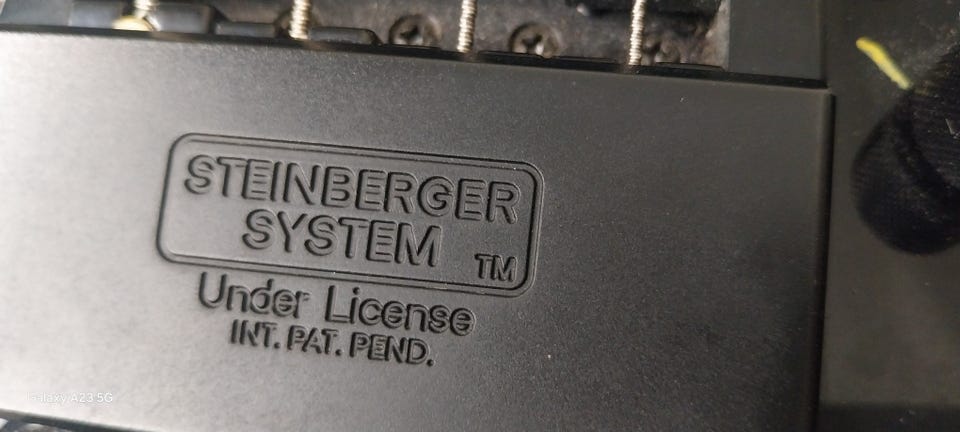 STEINBERGER
SYSTEM TM
Under License
INT. PAT. PEND.
Galaxy A23 5G